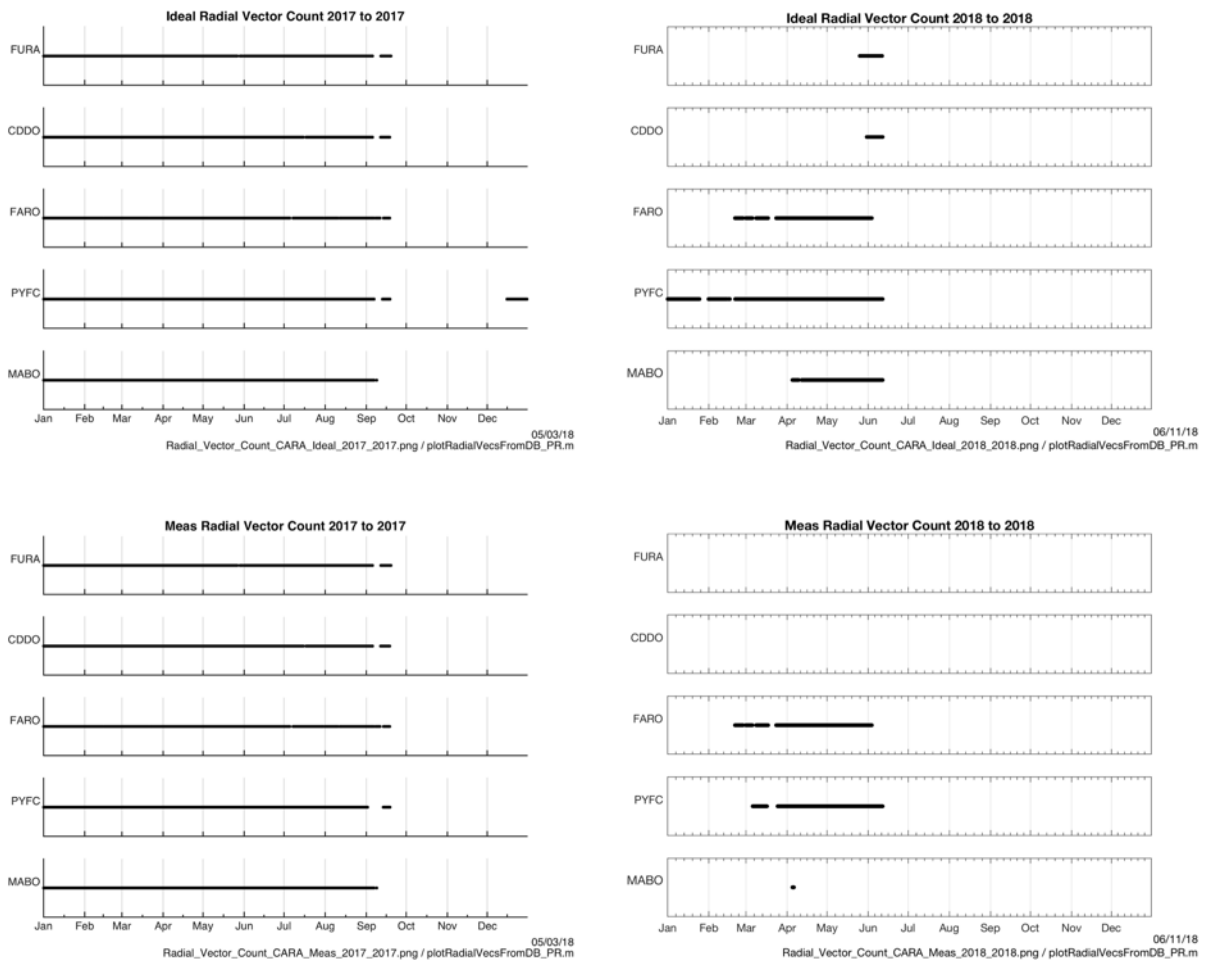 Ideal Radial Vector Count 2017 to 2017
FURA
CDDO
FARO
PYFC
MABO
Jan Feb Mar Apr May Jun Jul Aug Sep Oct Nov Dec
05/03/18
Radial_Vector_Count_CARA_Ideal_2017_2017.png / plotRadialVecsFromDB_PR.m
Ideal Radial Vector Count 2018 to 2018
FURA
CDDO
FARO
PYFC
MABO
Jan Feb Mar Apr May Jun Jul Aug Sep Oct Nov Dec
06/11/18
Radial_Vector_Count_CARA_Ideal_2018_2018.png / plotRadialVecsFromDB_PR.m
Meas Radial Vector Count 2017 to 2017
FURA
CDDO
FARO
PYFC
MABO
Jan Feb Mar Apr May Jun Jul Aug Sep Oct Nov Dec
05/03/18
Radial_Vector_Count_CARA_Meas_2017_2017.png / plotRadialVecsFromDB_PR.m
Meas Radial Vector Count 2018 to 2018
FURA
CDDO
FARO
PYFC
MABO
Jan Feb Mar Apr May Jun Jul Aug Sep Oct Nov Dec
06/11/18
Radial_Vector_Count_CARA_Meas_2018_2018.png / plotRadialVecsFromDB_PR.m